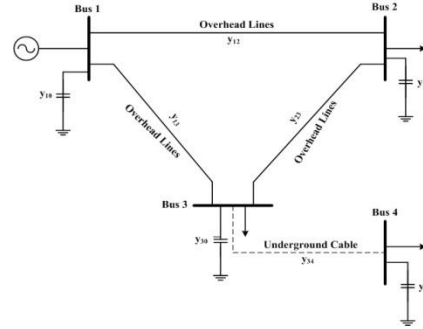 Bus 1
Overhead Lines
y12
Bus 2
y10
y
y13
Overhead Lines
y23
Overhead Lines
Bus 3
y30
Underground Cable
y34
Bus 4
y